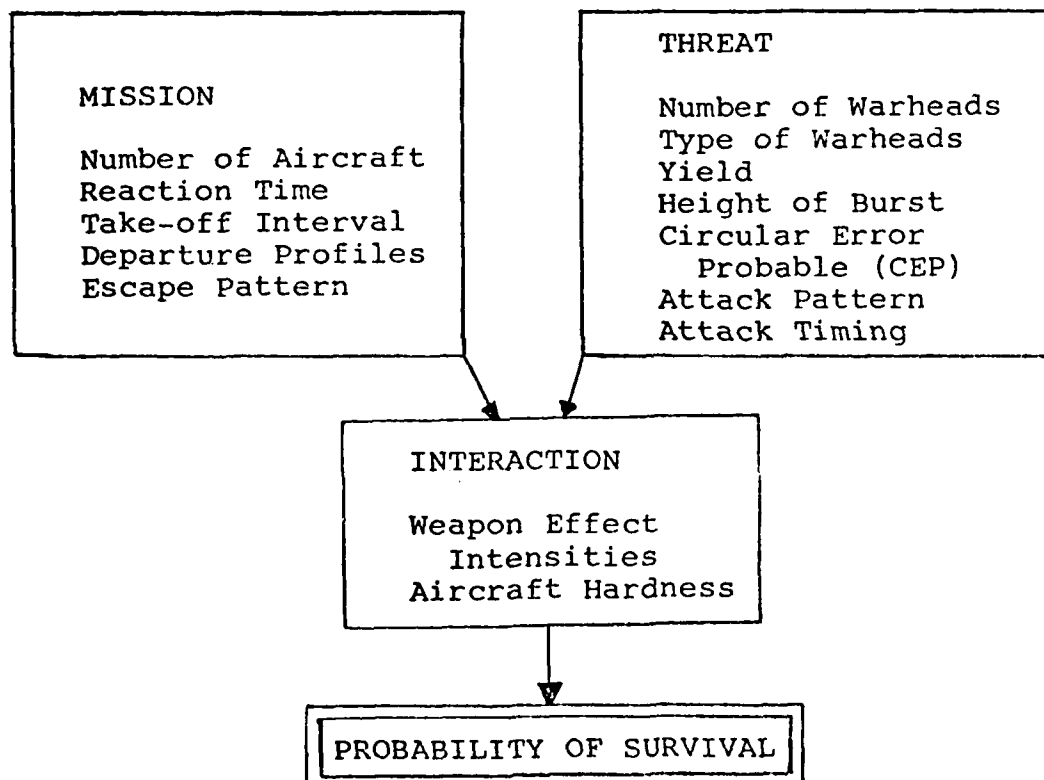 MISSION
Number of Aircraft
Reaction Time
Take-off Interval
Departure Profiles
Escape Pattern
THREAT
Number of Warheads
Type of Warheads
Yield
Height of Burst
Circular Error
Probable (CEP)
Attack Pattern
Attack Timing
INTERACTION
Weapon Effect
Intensities
Aircraft Hardness
PROBABILITY OF SURVIVAL